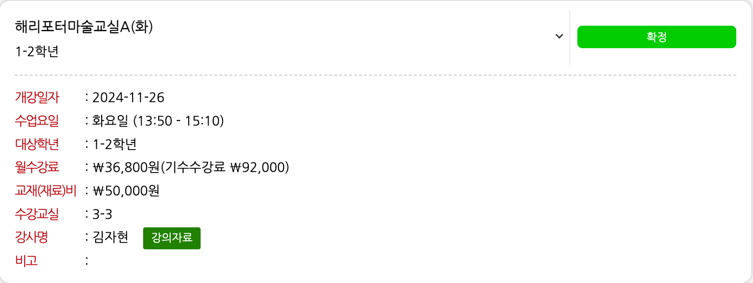 해리포터마술교실A(화)
1-2학년
확정
개강일자 : 2024-11-26
수업요일 : 화요일 (13:50 - 15:10)
대상학년 : 1-2학년
월수강료 : ₩36,800원(기수수강료 ₩92,000)
교재(재료)비 : ₩50,000원
수강교실 : 3-3
강사명 : 김자현 강의자료
비고 :